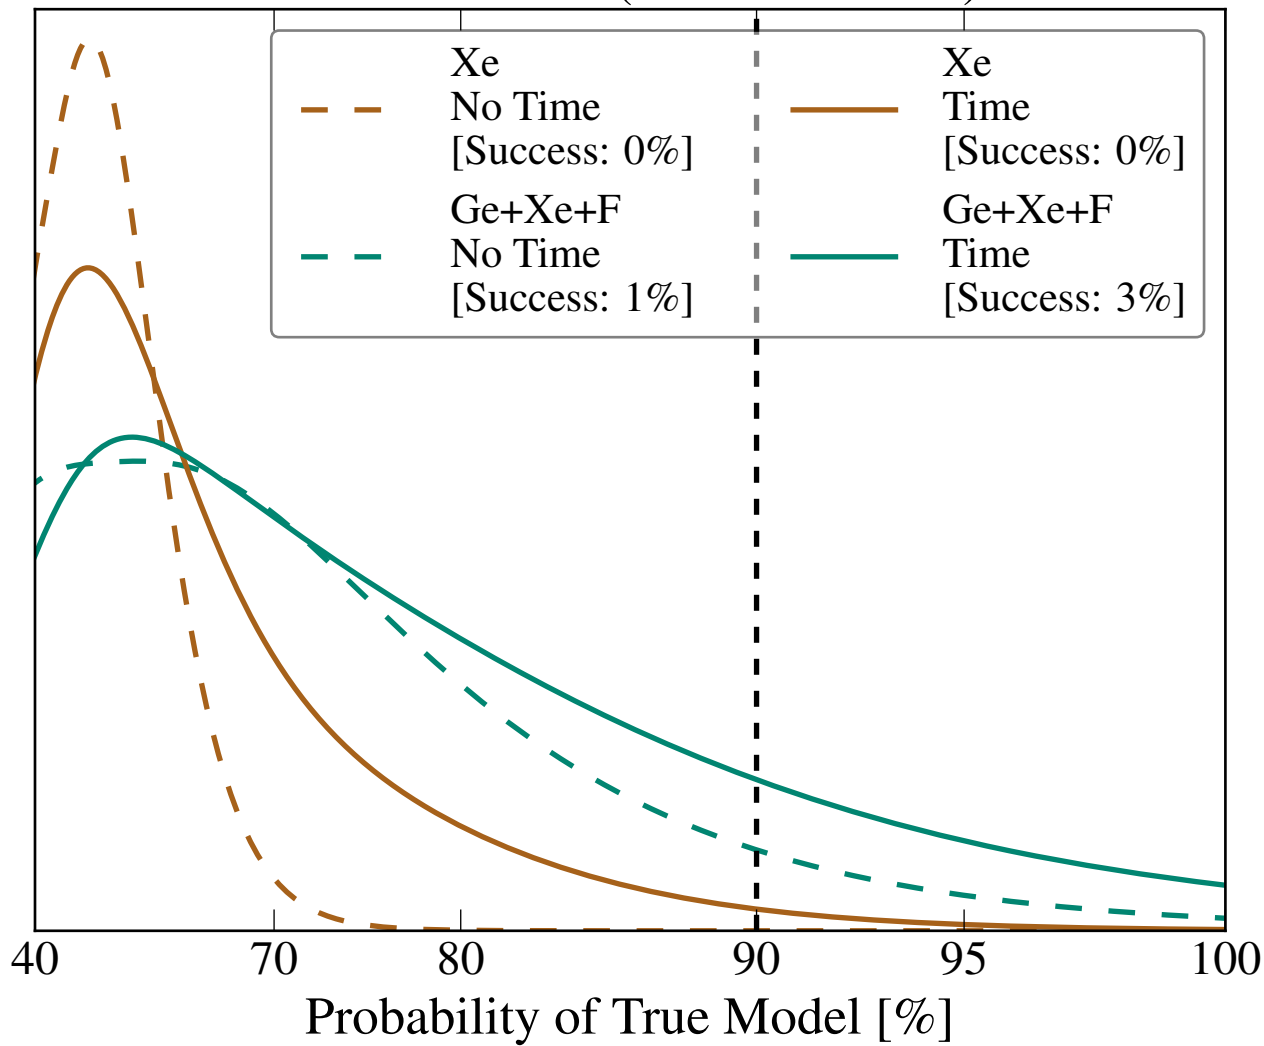 Xe
No Time
[Success: 0%]
Ge+Xe+F
No Time
[Success: 1%]
Xe
Time
[Success: 0%]
Ge+Xe+F
Time
[Success: 3%]
40 70 80 90 95 100
Probability of True Model [%]